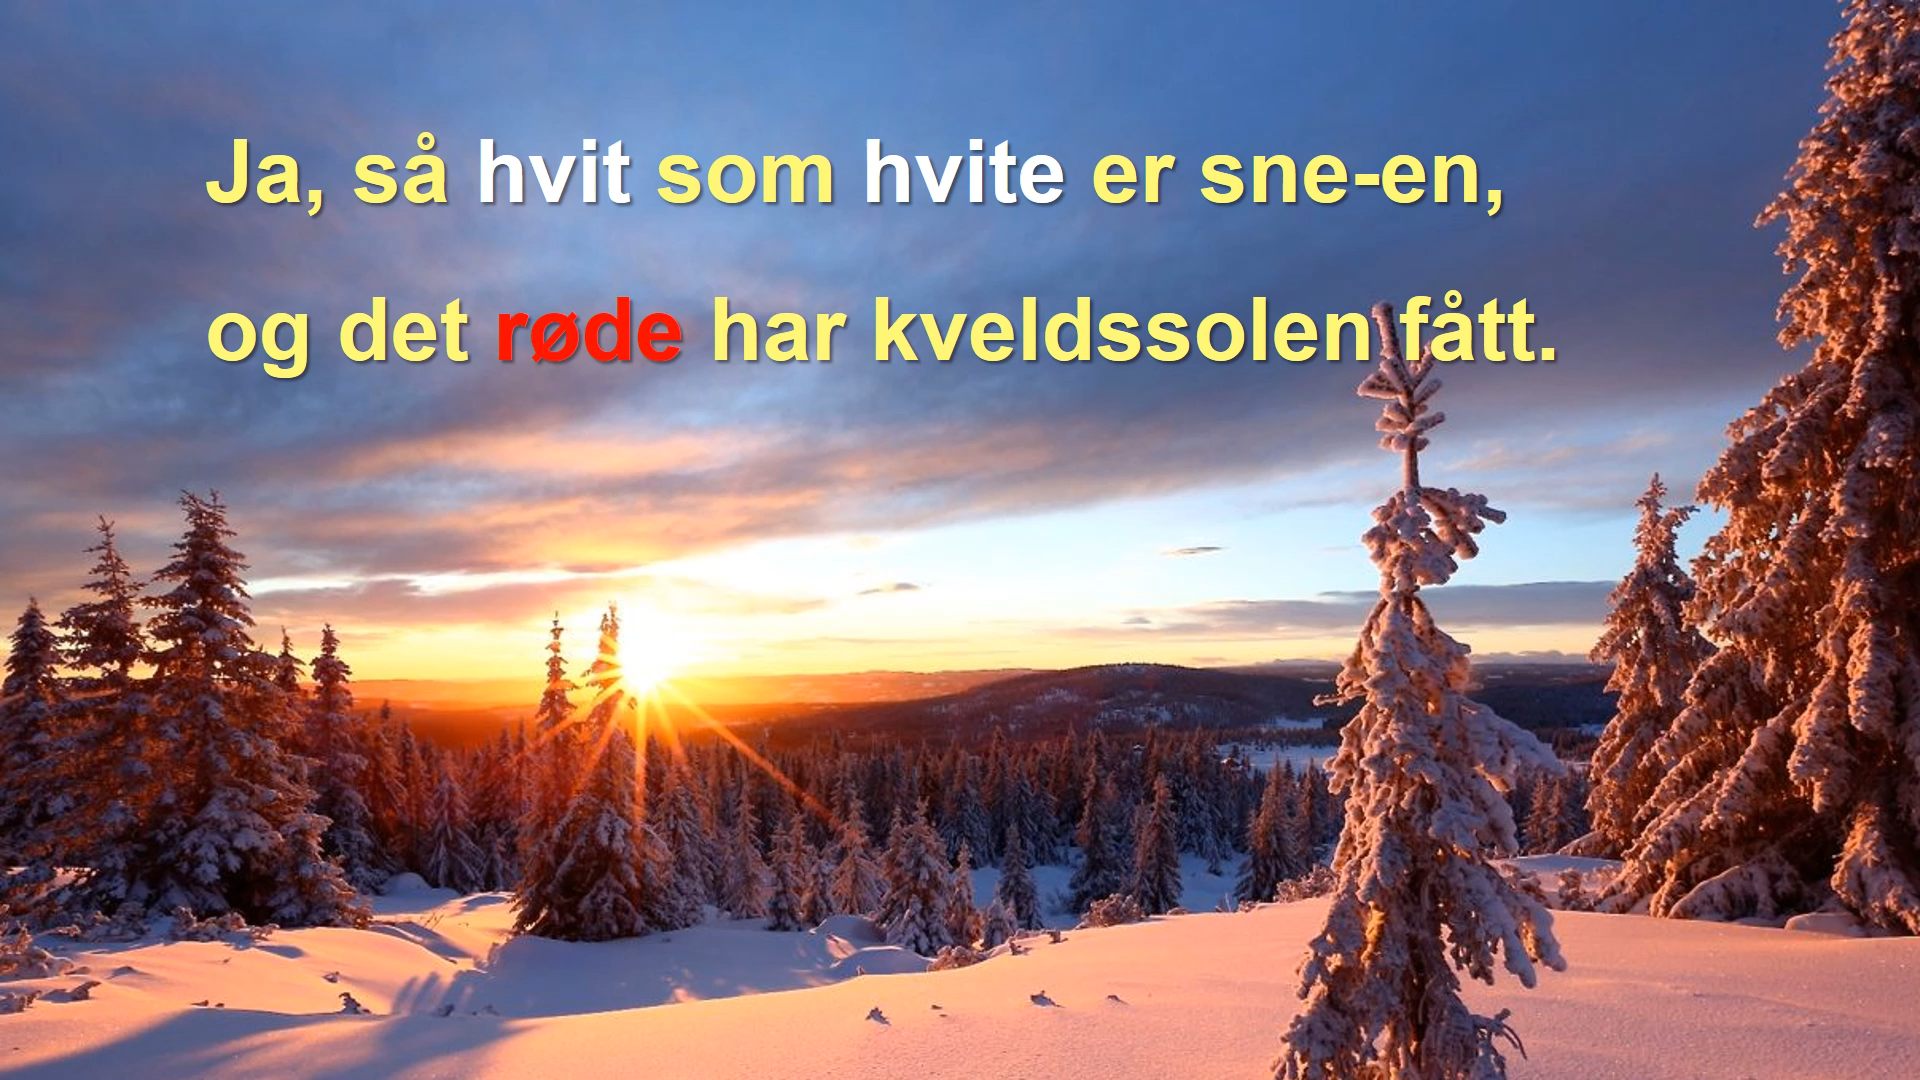 Ja, så hvit som hvite er sne-en,
og det røde har kveldssolen fått.